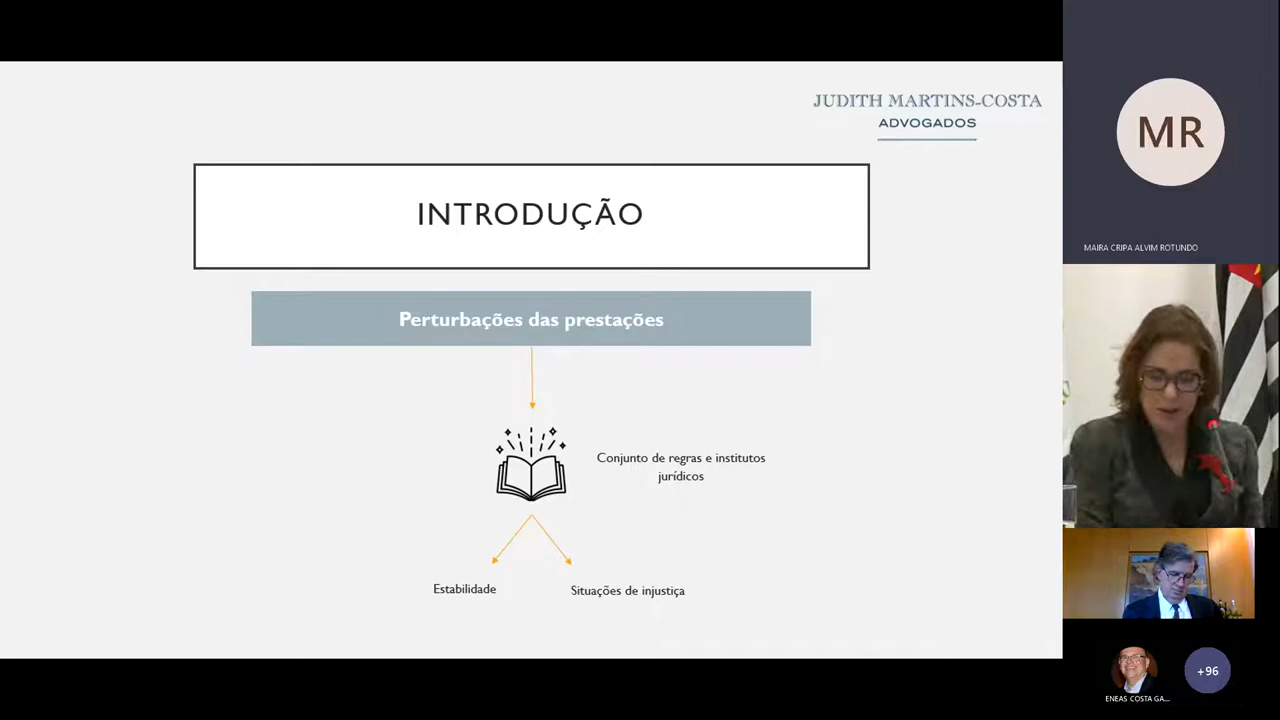 JUDITH MARTINS-COSTA
ADVOGADOS
INTRODUÇÃO
Perturbações das prestações
Conjunto de regras e institutos
jurídicos
Estabilidade
Situações de injustiça
MR
MAIRA CRIPA ALVIM ROTUNDO
+96
ENEAS COSTA GA...